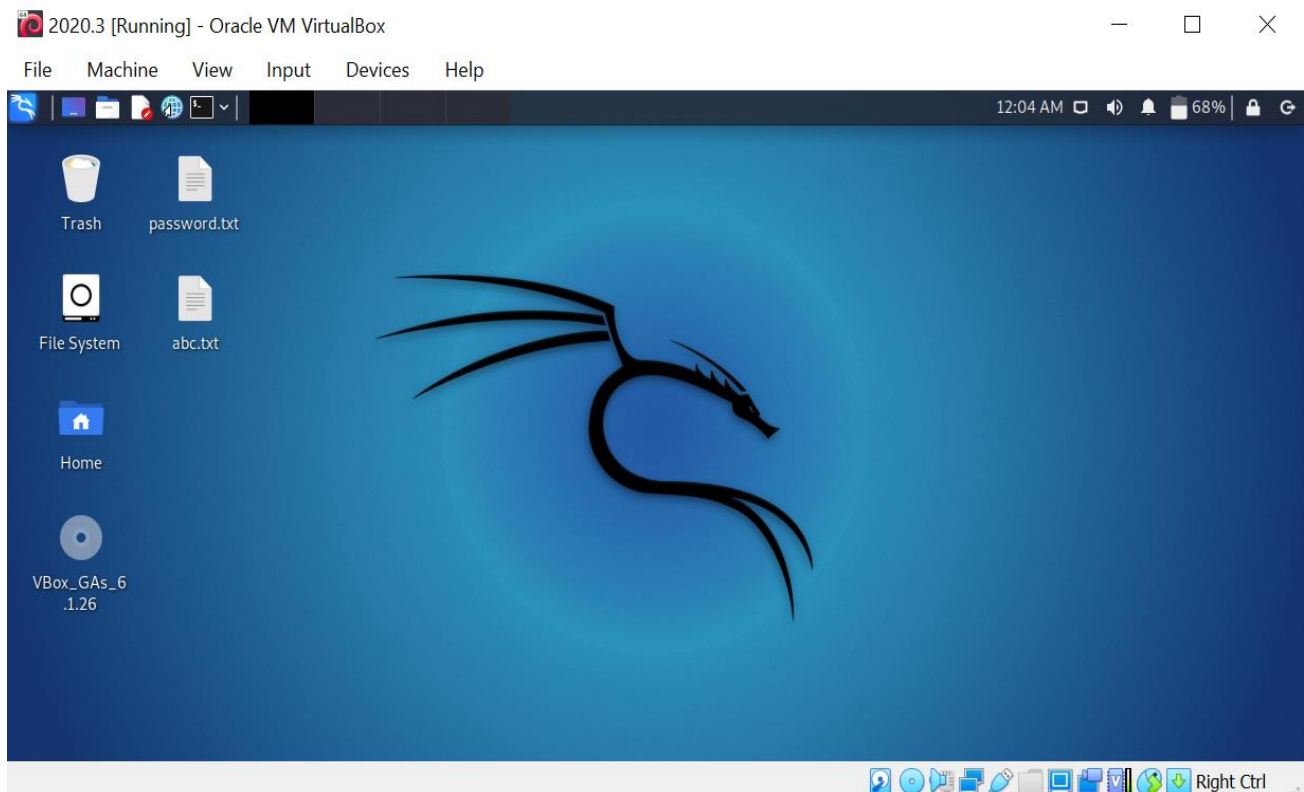 2020.3 [Running] - Oracle VM VirtualBox
File Machine View Input Devices Help
12:04 AM 68%
Trash
password.txt
File System
abc.txt
Home
VBox_GAs_6
.1.26
Right Ctrl